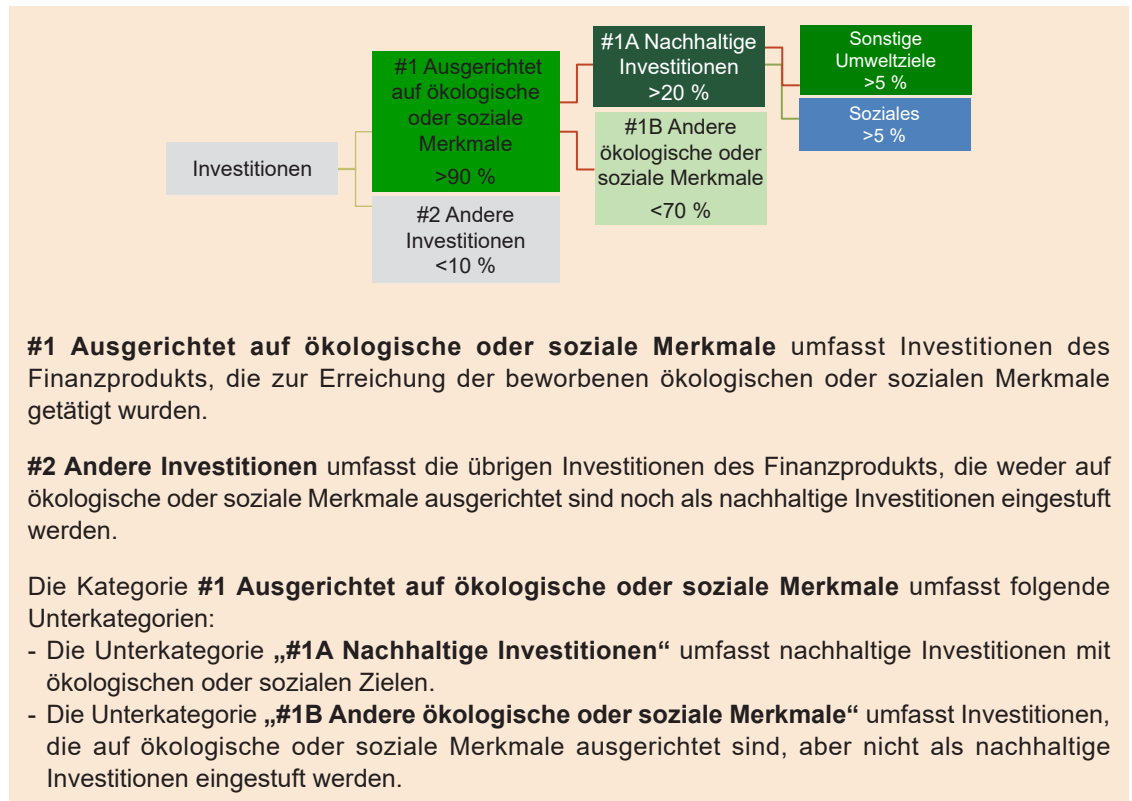 Investitionen
#1 Ausgerichtet
auf ökologische
oder soziale
Merkmale
>90 %
#2 Andere
Investitionen
<10 %
#1A Nachhaltige
Investitionen
>20 %
#1B Andere
ökologische oder
soziale Merkmale
<70 %
Sonstige
Umweltziele
>5 %
Soziales
>5 %
#1 Ausgerichtet auf ökologische oder soziale Merkmale umfasst Investitionen des
Finanzprodukts, die zur Erreichung der beworbenen ökologischen oder sozialen Merkmale
getätigt wurden.
#2 Andere Investitionen umfasst die übrigen Investitionen des Finanzprodukts, die weder auf
ökologische oder soziale Merkmale ausgerichtet sind noch als nachhaltige Investitionen eingestuft
werden.
Die Kategorie #1 Ausgerichtet auf ökologische oder soziale Merkmale umfasst folgende
Unterkategorien:
- Die Unterkategorie „#1A Nachhaltige Investitionen“ umfasst nachhaltige Investitionen mit
ökologischen oder sozialen Zielen.
- Die Unterkategorie „#1B Andere ökologische oder soziale Merkmale“ umfasst Investitionen,
die auf ökologische oder soziale Merkmale ausgerichtet sind, aber nicht als nachhaltige
Investitionen eingestuft werden.